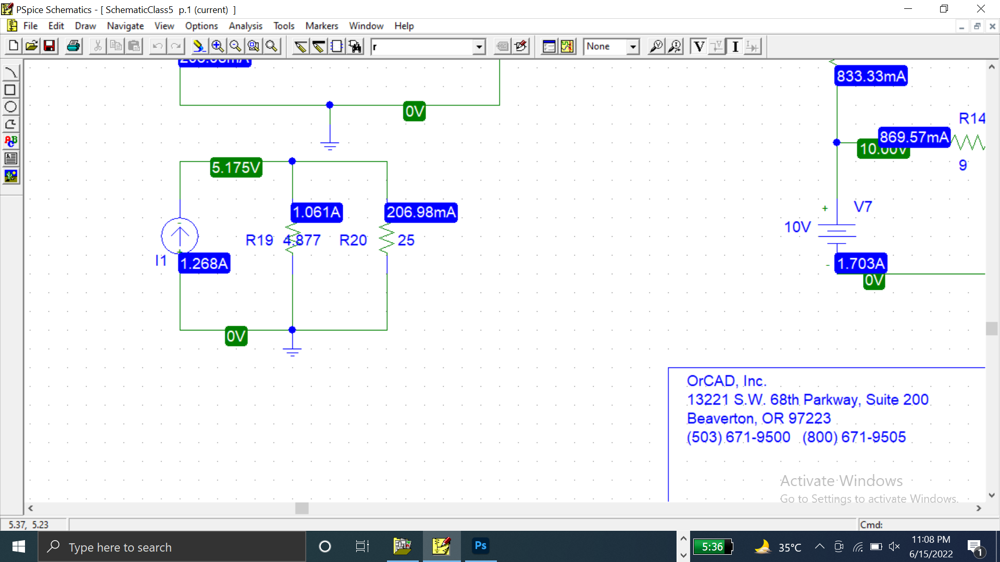 PSpice Schematics - [ SchematicClass5 p.1 (current) ]
File Edit Draw Navigate View Options Analysis Tools Markers Window Help
r
None
V
V
I
ABC
833.33mA
0V
R14
869.57mA
10.00V
9
5.175V
1.061A
206.98mA
V7
+
10V
R19 4.877 R20 25
I1
1.268A
-
1.703A
0V
0V
OrCAD, Inc.
13221 S.W. 68th Parkway, Suite 200
Beaverton, OR 97223
(503) 671-9500 (800) 671-9505
Activate Windows
Go to Settings to activate Windows.
5.37, 5.23
Cmd:
Type here to search
Ps
5:36
35°C
11:08 PM
6/15/2022
1